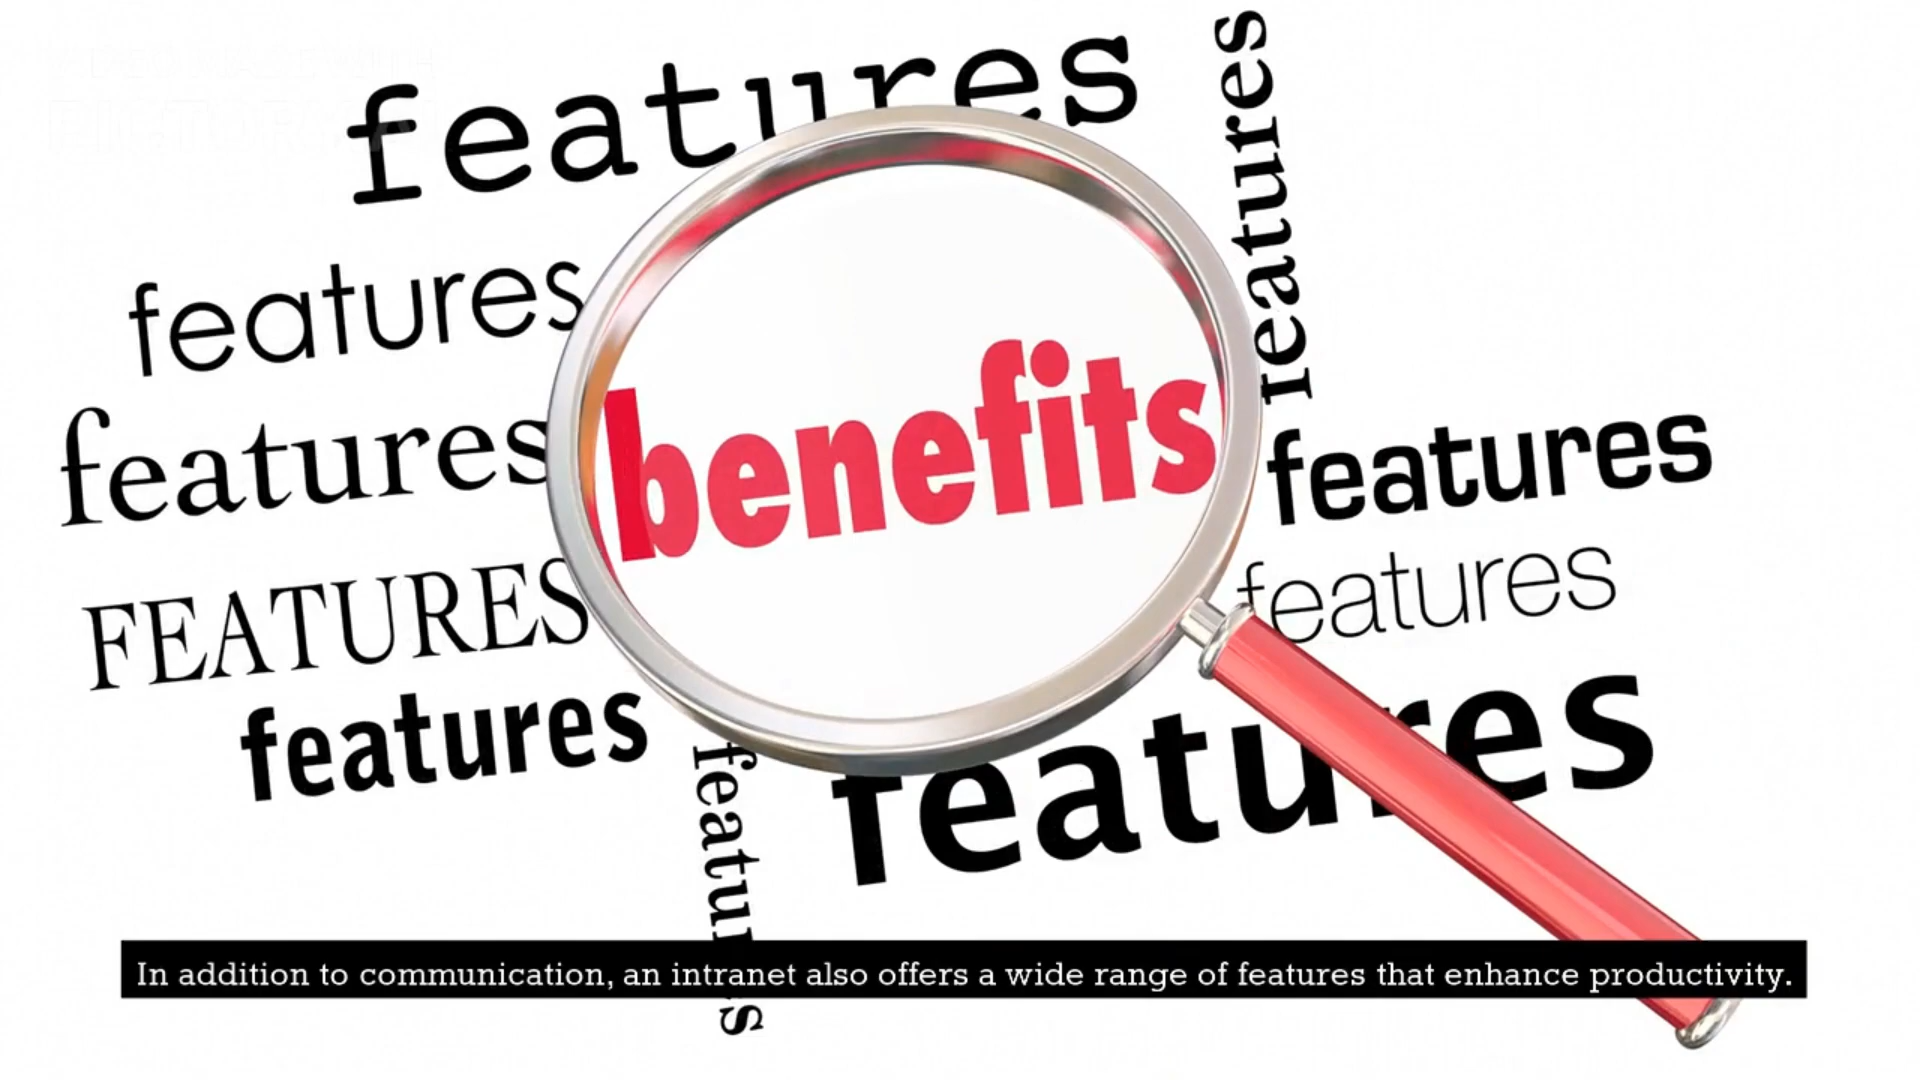 features
features
features
benefits
features
features
features
FEATURES
features
features
features
In addition to communication, an intranet also offers a wide range of features that enhance productivity.